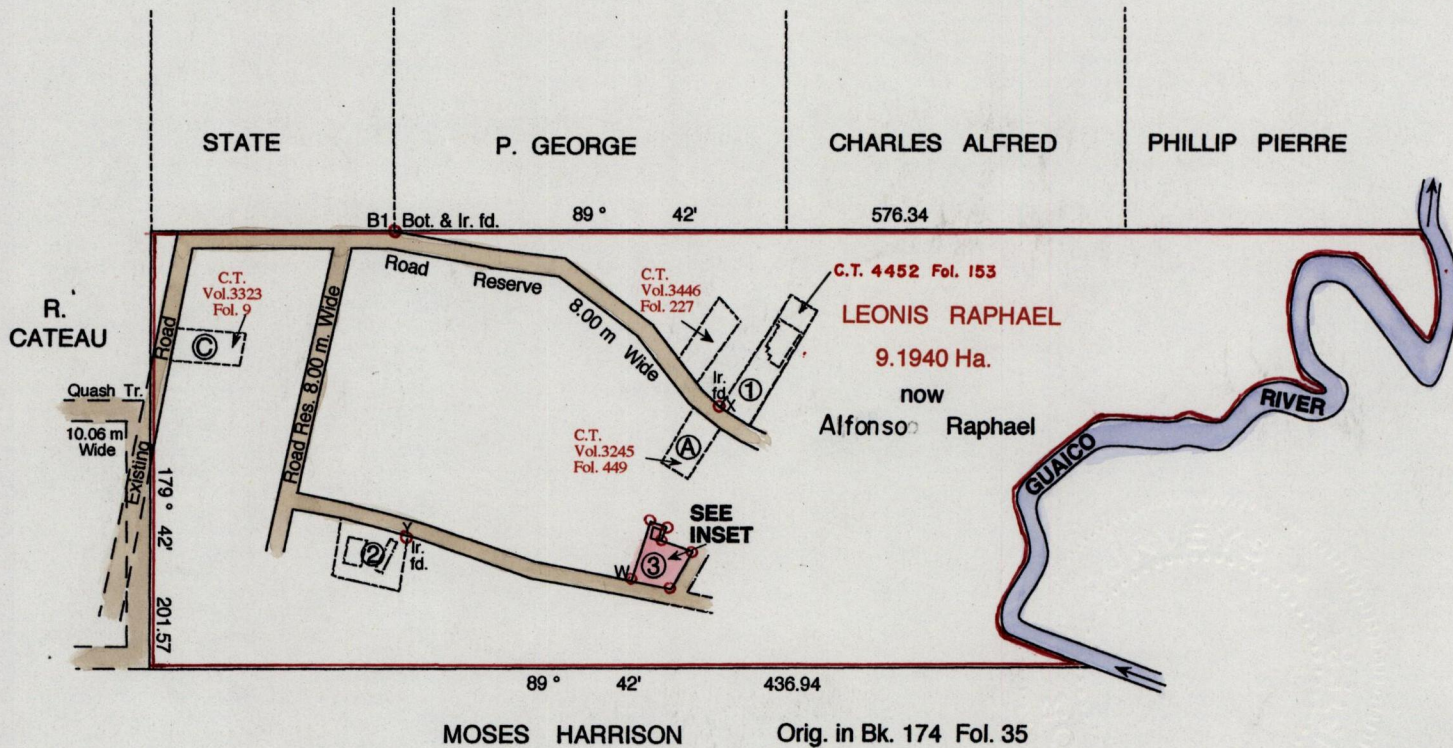 STATE
P. GEORGE
CHARLES ALFRED
PHILLIP PIERRE
B1 Bot. & Ir. fd.
89° 42'
576.34
Road Reserve 8.00 m Wide
C.T.
Vol.3323
Fol. 9
C.T.
Vol.3446
Fol. 227
C.T. 4452 Fol. 153
R.
CATEAU
LEONIS RAPHAEL
9.1940 Ha.
now
Alfonso Raphael
Road
Road Res. 8.00 m. Wide
C
Ir.
fd.
X
1
RIVER
Quash Tr.
10.06 m
Wide
Existing
C.T.
Vol.3245
Fol. 449
A
GUAICO
179° 42'
201.57
SEE
INSET
Y
Ir.
fd.
2
W
3
89° 42'
436.94
MOSES HARRISON
Orig. in Bk. 174 Fol. 35